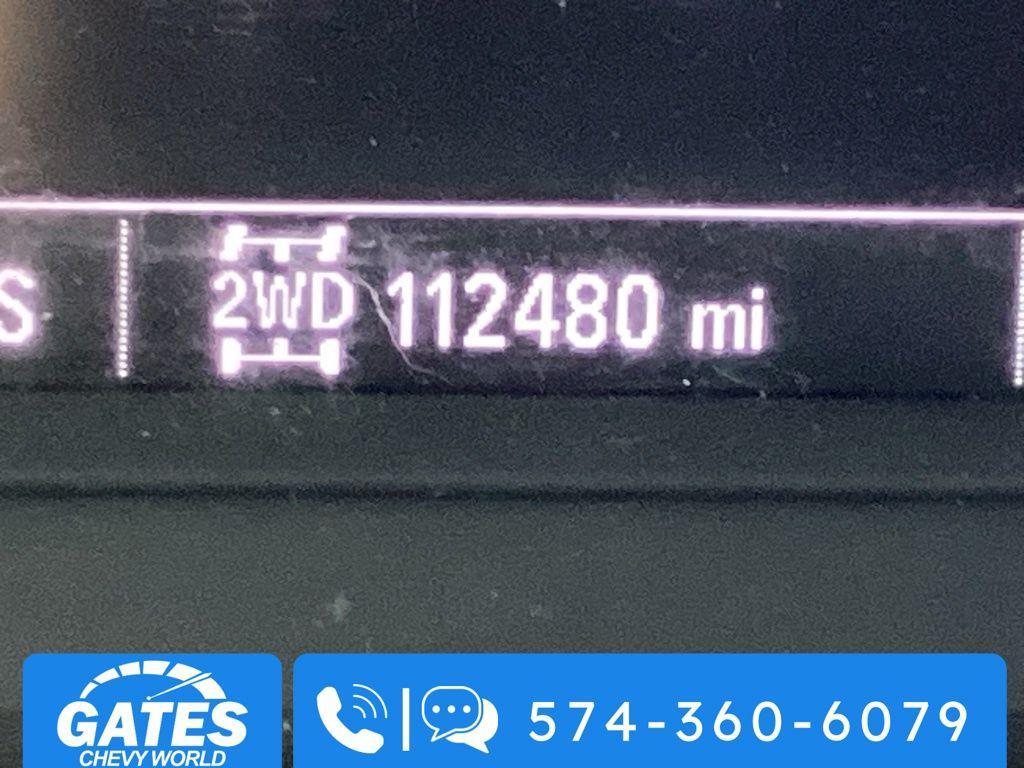 S
2WD 112480 mi
GATES
CHEVY WORLD
574-360-6079